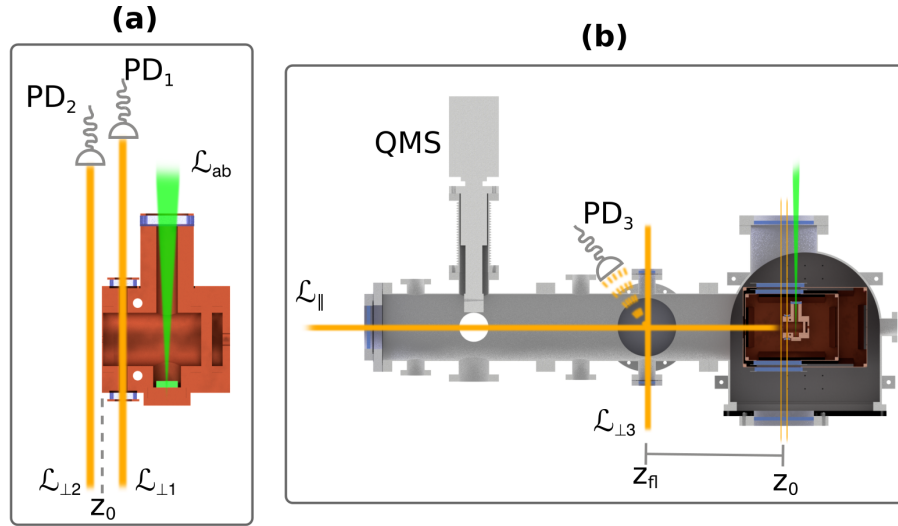 (a)
PD₁
PD₂
ℒab
ℒ⊥2
ℒ⊥1
z₀
(b)
QMS
PD₃
ℒ∥
ℒ⊥3
zfl
z₀